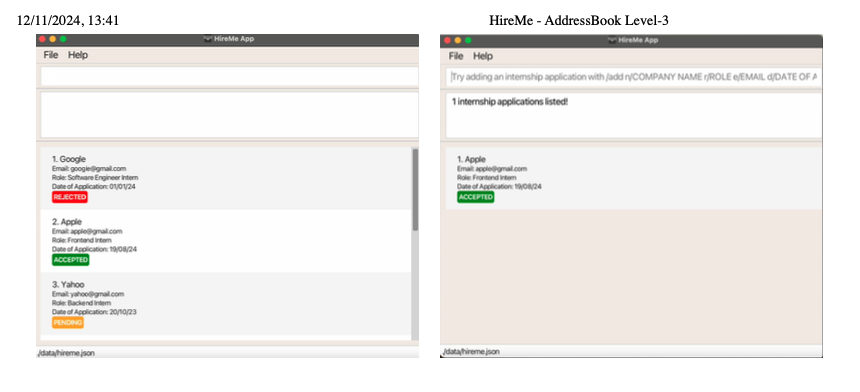 12/11/2024, 13:41
HireMe - AddressBook Level-3
HireMe App
File Help
1. Google
Email: google@gmail.com
Role: Software Engineer Intern
Date of Application: 01/01/24
REJECTED
2. Apple
Email: apple@gmail.com
Role: Frontend Intern
Date of Application: 19/08/24
ACCEPTED
3. Yahoo
Email: yahoo@gmail.com
Role: Backend Intern
Date of Application: 20/10/23
PENDING
./data/hireme.json
HireMe App
File Help
Try adding an internship application with /add n/COMPANY NAME r/ROLE e/EMAIL d/DATE OF A
1 internship applications listed!
1. Apple
Email: apple@gmail.com
Role: Frontend Intern
Date of Application: 19/08/24
ACCEPTED
./data/hireme.json